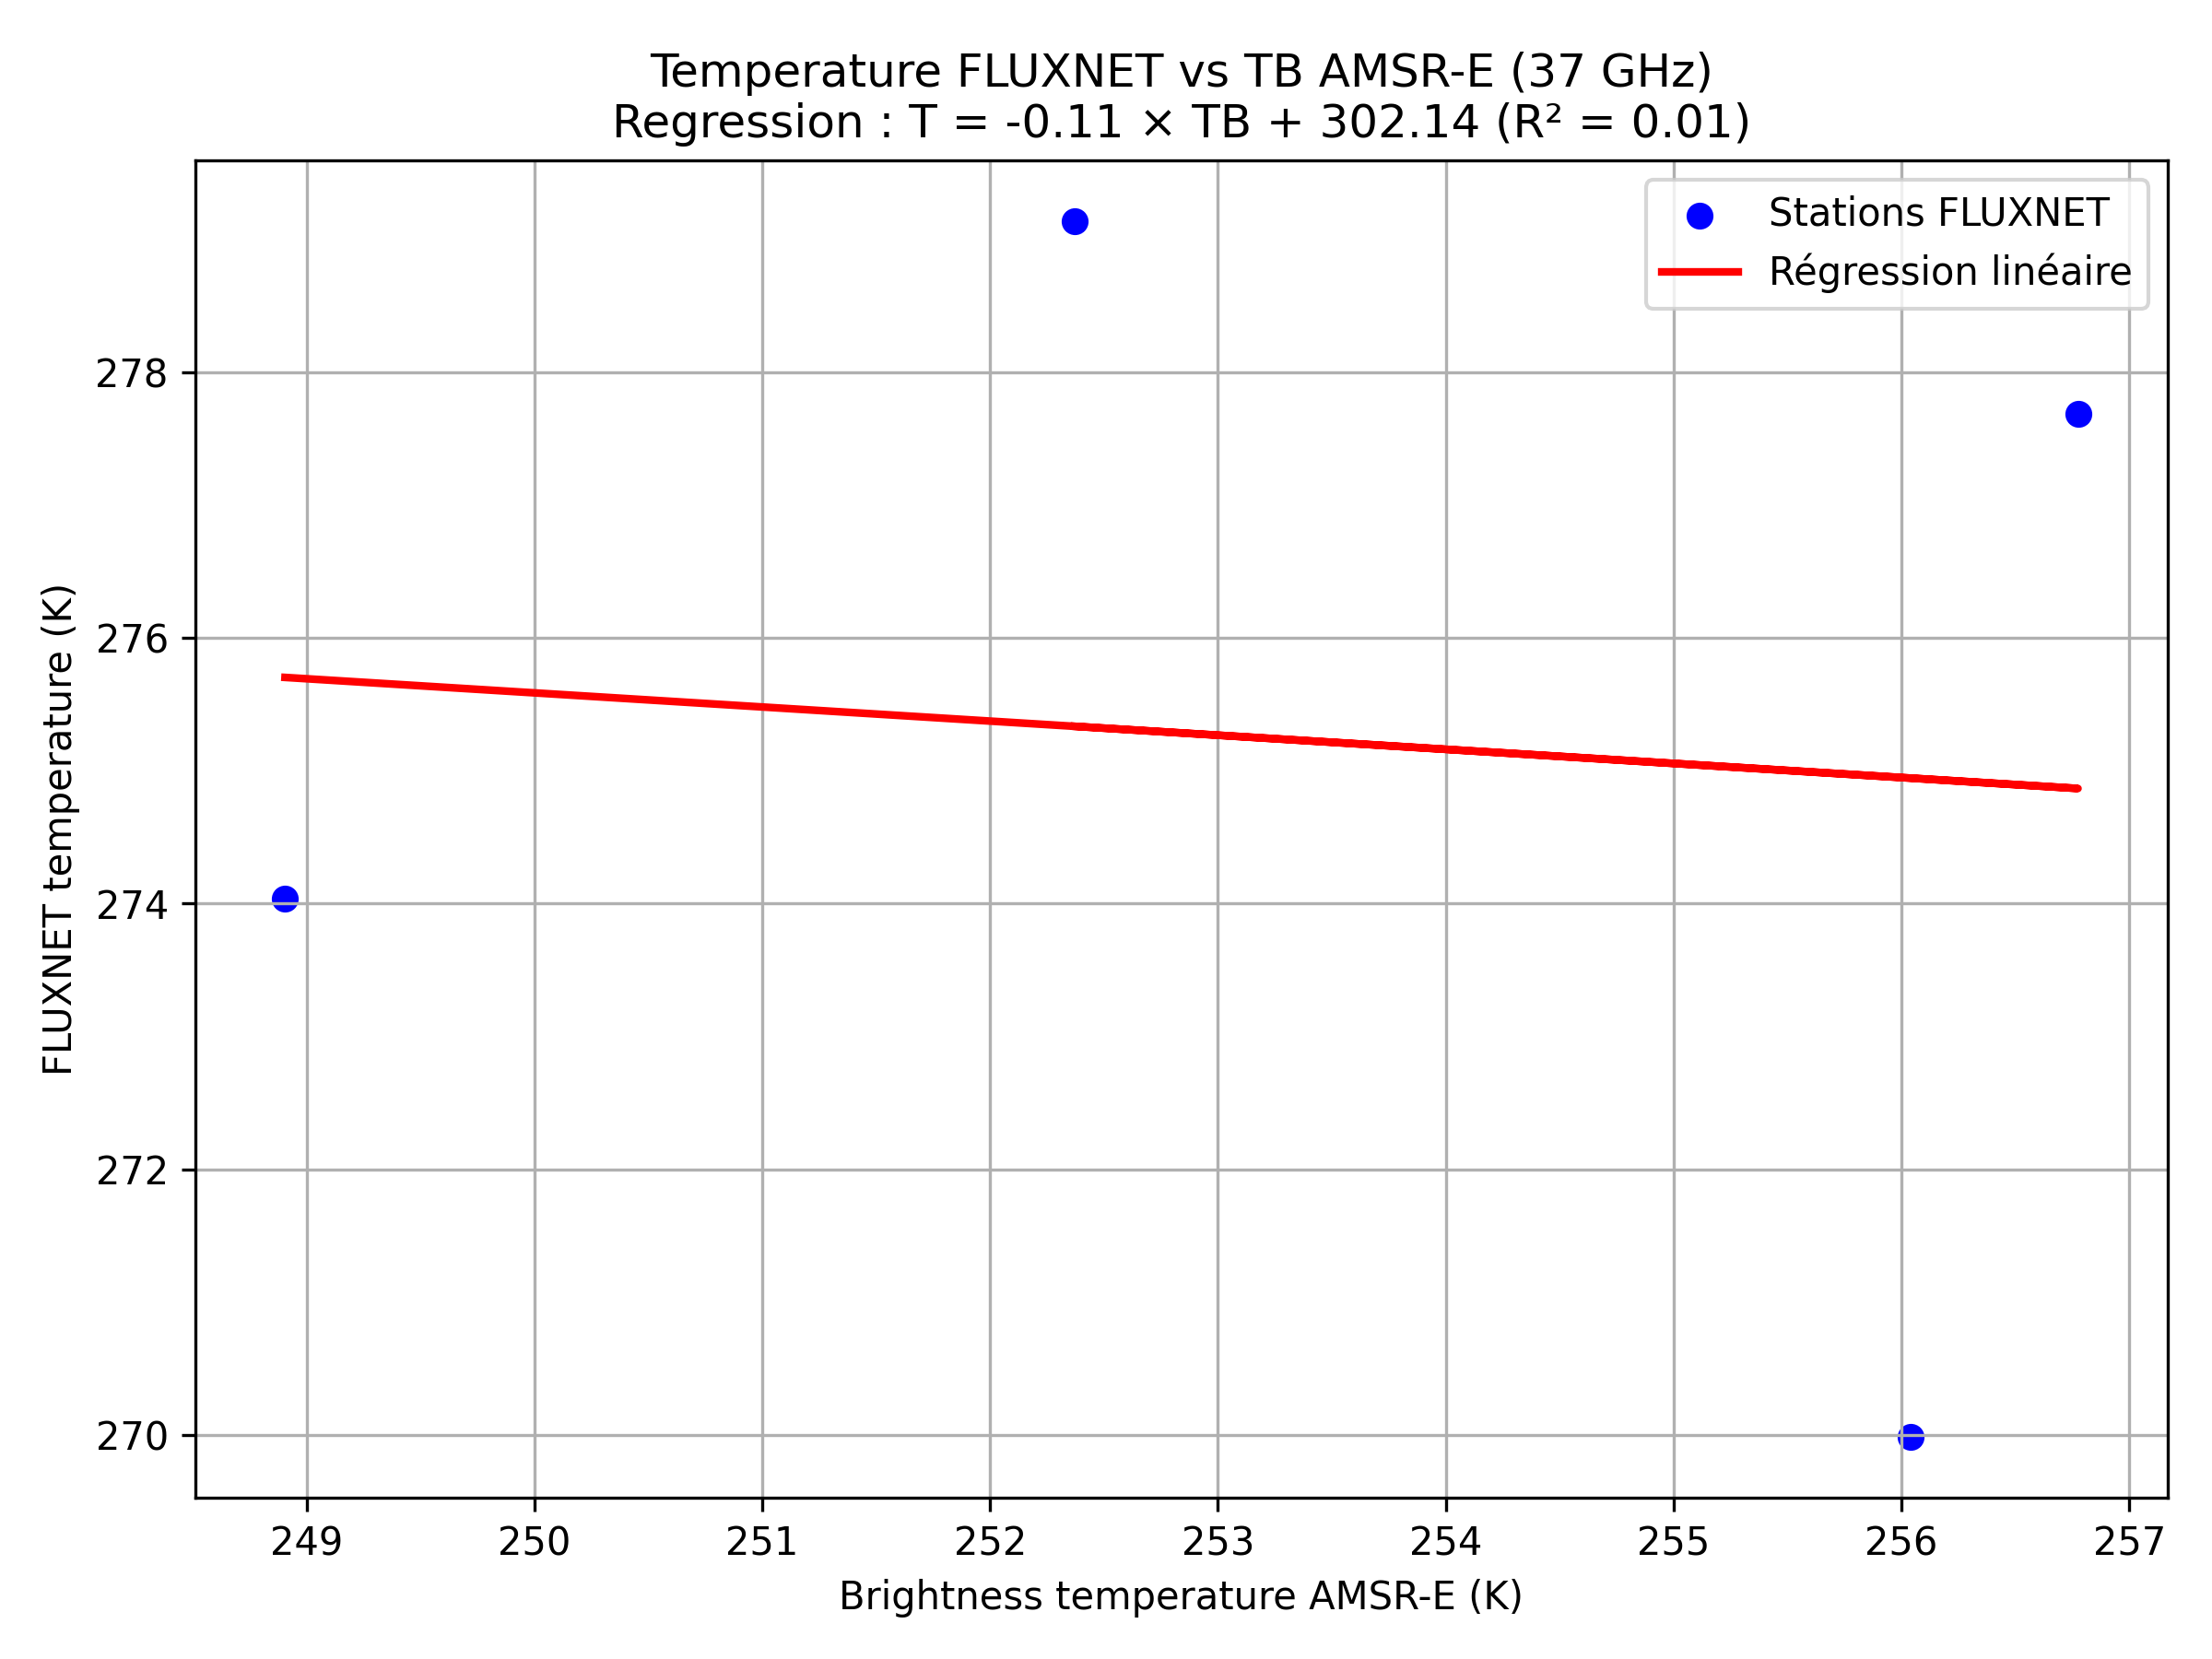 Temperature FLUXNET vs TB AMSR-E (37 GHz)
Regression : T = -0.11 × TB + 302.14 (R² = 0.01)
Stations FLUXNET
Régression linéaire
FLUXNET temperature (K)
278
276
274
272
270
249 250 251 252 253 254 255 256 257
Brightness temperature AMSR-E (K)